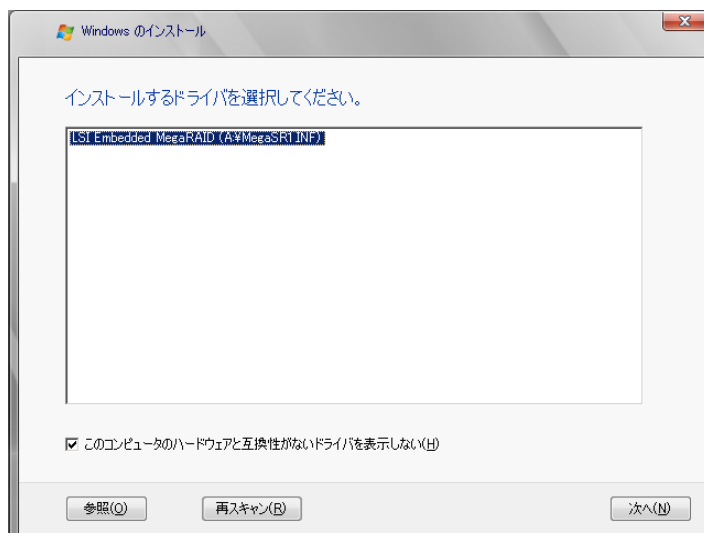 Windows のインストール
インストールするドライバを選択してください。
LSI Embedded MegaRAID (A¥MegaSR1 INF)
このコンピュータのハードウェアと互換性がないドライバを表示しない(H)
参照(O) 再スキャン(R) 次へ(N)